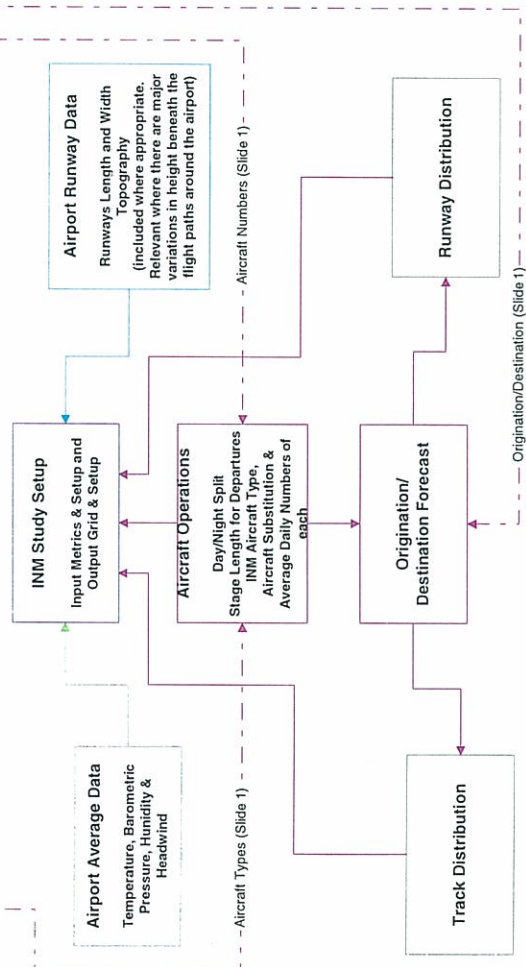 Airport Average Data
Temperature, Barometric
Pressure, Hunidity &
Headwind
INM Study Setup
Input Metrics & Setup and
Output Grid & Setup
Airport Runway Data
Runways Length and Width
Topography
(included where appropriate.
Relevant where there are major
variations in height beneath the
flight paths around the airport)
Aircraft Types (Slide 1)
Aircraft Operations
Day/Night Split
Stage Length for Departures
INM Aircraft Type,
Aircraft Substitution &
Average Daily Numbers of
each
Aircraft Numbers (Slide 1)
Track Distribution
Origination/
Destination Forecast
Runway Distribution
Origination/Destination (Slide 1)